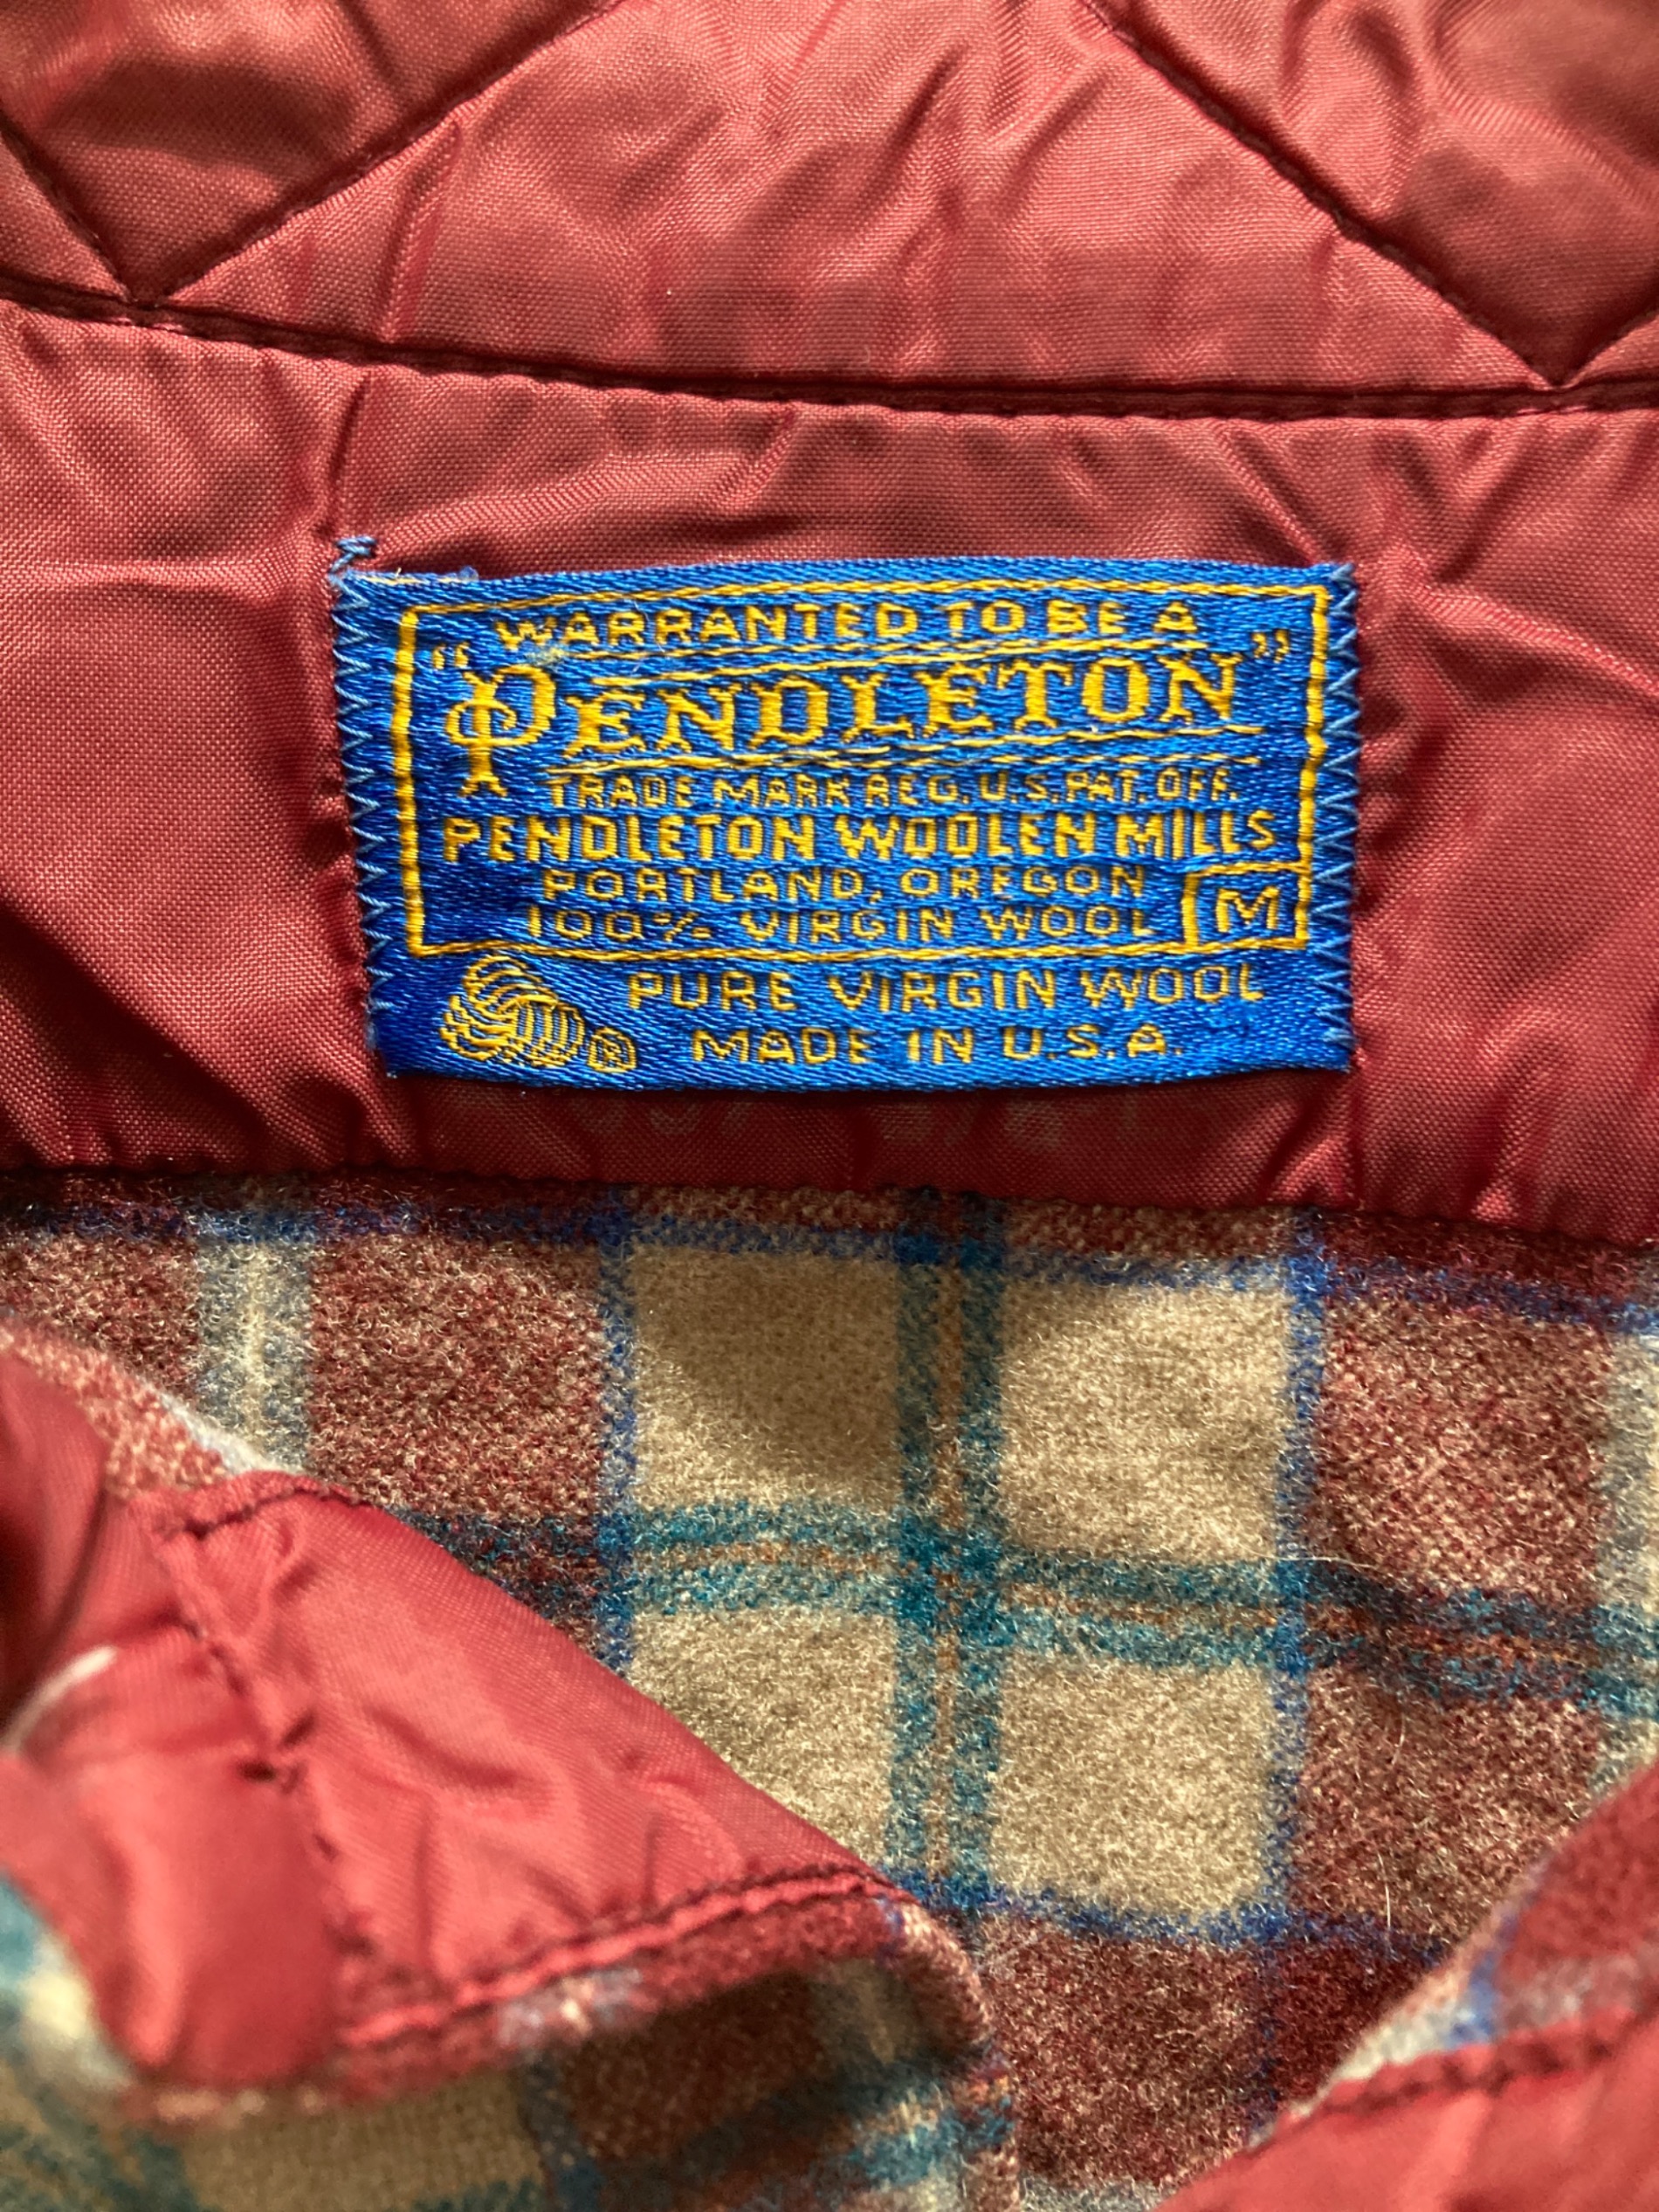 WARRANTED TO BE A
"PENDLETON"
TRADE MARK REG. U.S. PAT. OFF.
PENDLETON WOOLEN MILLS
PORTLAND, OREGON
100% VIRGIN WOOL M
PURE VIRGIN WOOL
® MADE IN U.S.A.